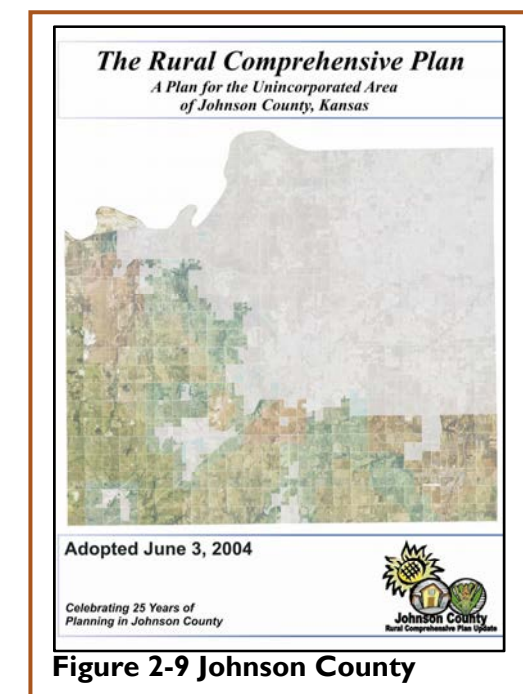 The Rural Comprehensive Plan
A Plan for the Unincorporated Area
of Johnson County, Kansas
Adopted June 3, 2004
Celebrating 25 Years of
Planning in Johnson County
Johnson County
Rural Comprehensive Plan Update
Figure 2-9 Johnson County